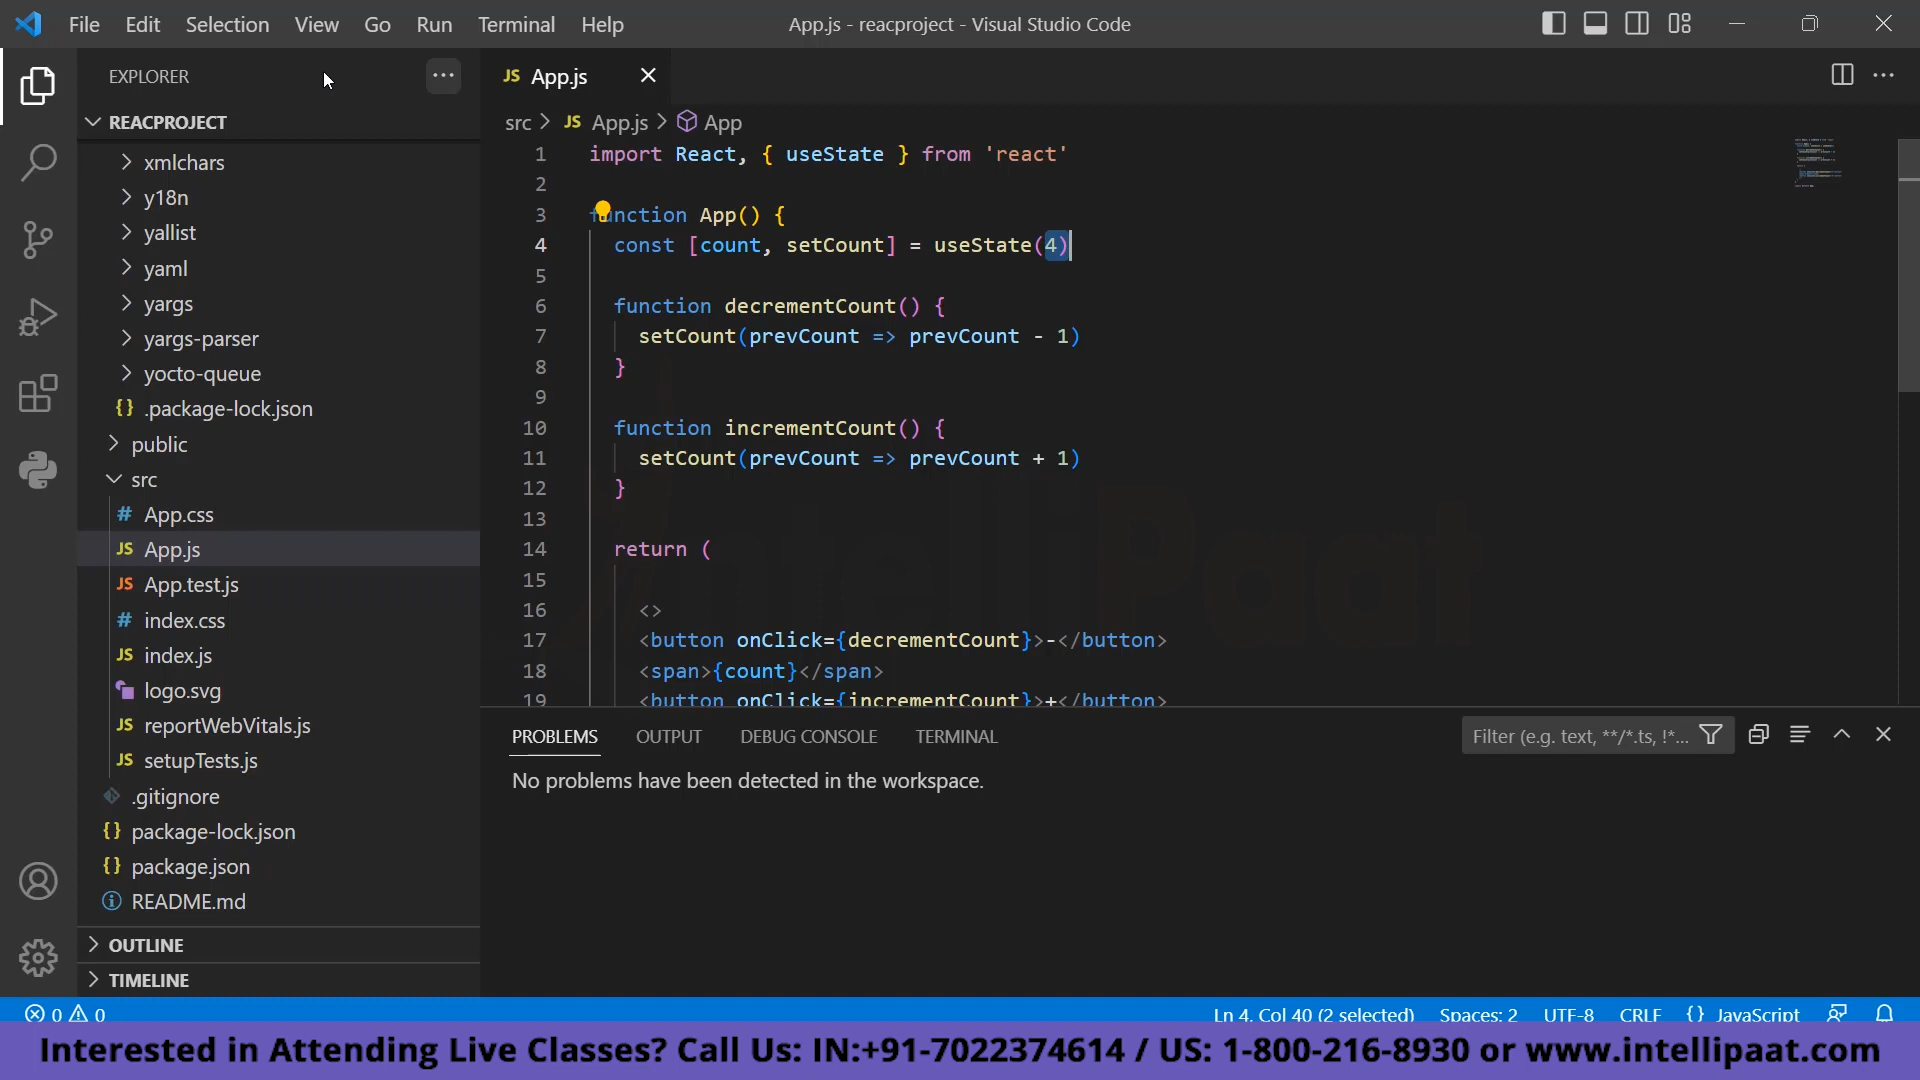 File Edit Selection View Go Run Terminal Help
App.js - reacproject - Visual Studio Code
EXPLORER
REACPROJECT
xmlchars
y18n
yallist
yaml
yargs
yargs-parser
yocto-queue
{} .package-lock.json
public
src
# App.css
JS App.js
JS App.test.js
# index.css
JS index.js
logo.svg
JS reportWebVitals.js
JS setupTests.js
.gitignore
{} package-lock.json
{} package.json
README.md
OUTLINE
TIMELINE
JS App.js
src > JS App.js > App
1 import React, { useState } from 'react'
2
3 function App() {
4 const [count, setCount] = useState(4)
5
6 function decrementCount() {
7 setCount(prevCount => prevCount - 1)
8 }
9
10 function incrementCount() {
11 setCount(prevCount => prevCount + 1)
12 }
13
14 return (
15
16 <>
17 <button onClick={decrementCount}>-</button>
18 <span>{count}</span>
19 <button onClick={incrementCount}>+</button>
PROBLEMS OUTPUT DEBUG CONSOLE TERMINAL
Filter (e.g. text, **/*.ts, !*...
No problems have been detected in the workspace.
0 0
Ln 4, Col 40 (2 selected) Spaces: 2 UTF-8 CRLF {} JavaScript
Interested in Attending Live Classes? Call Us: IN:+91-7022374614 / US: 1-800-216-8930 or www.intellipaat.com